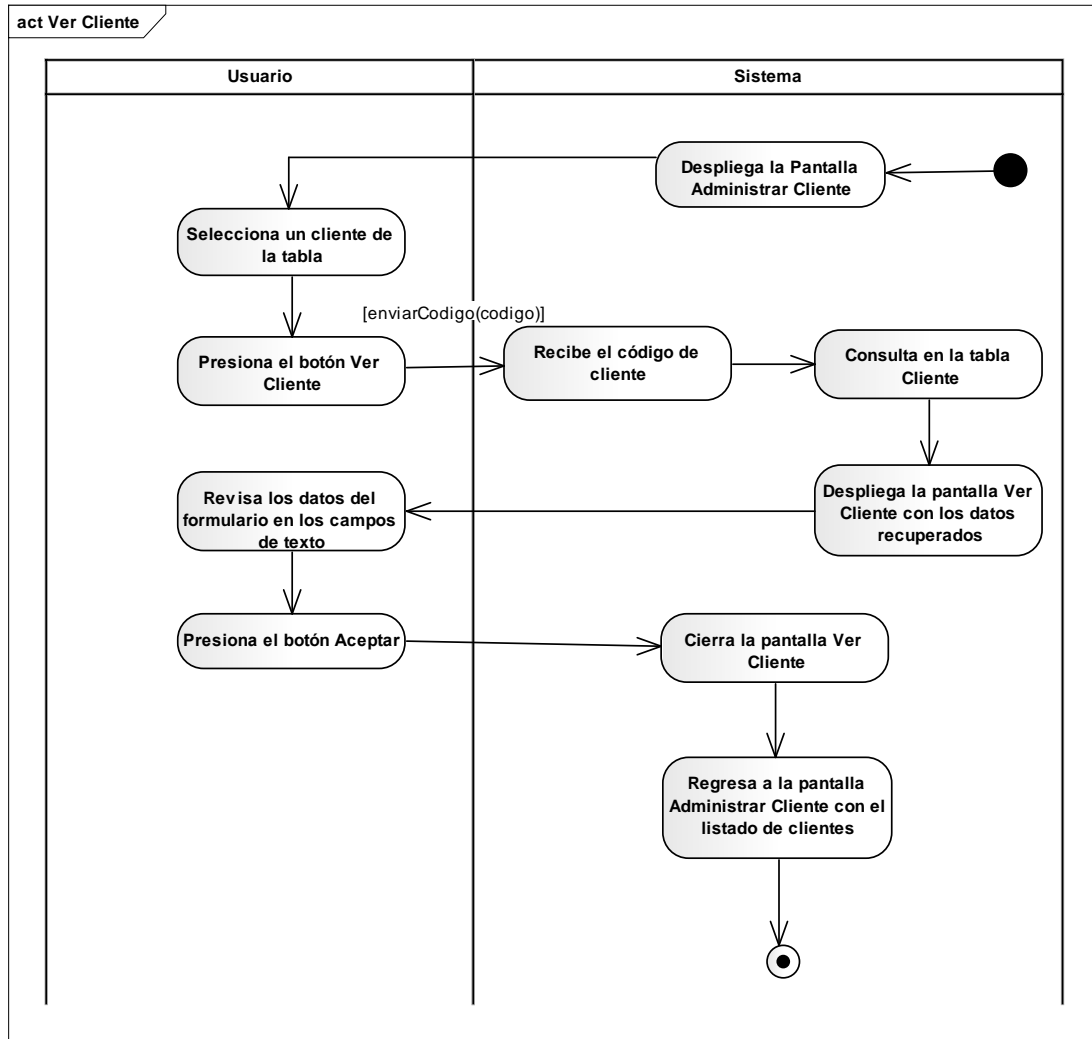 act Ver Cliente
Usuario
Sistema
Despliega la Pantalla
Administrar Cliente
Selecciona un cliente de
la tabla
[enviarCodigo(codigo)]
Presiona el botón Ver
Cliente
Recibe el código de
cliente
Consulta en la tabla
Cliente
Despliega la pantalla Ver
Cliente con los datos
recuperados
Revisa los datos del
formulario en los campos
de texto
Presiona el botón Aceptar
Cierra la pantalla Ver
Cliente
Regresa a la pantalla
Administrar Cliente con el
listado de clientes